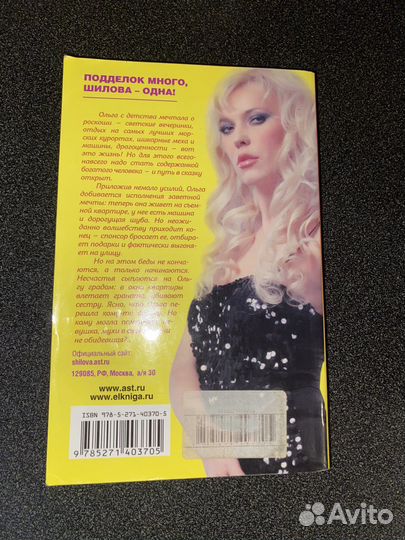 ПОДДЕЛОК МНОГО,
ШИЛОВА – ОДНА!
Ольга с детства мечтала о
роскоши – светские вечеринки,
отдых на самых лучших мор-
ских курортах, шикарные меха и
машины, драгоценности – вот
это жизнь! Но для этого всего-
навсего надо стать содержанкой
богатого человека – и путь в сказку
открыт.
Приложив немало усилий, Ольга
добивается исполнения заветной
мечты: теперь она живет на съем-
ной квартире, у нее есть машина
и дорогущая шуба. Но неожи-
данно волшебству приходит ко-
нец – спонсор бросает ее, отбира-
ет подарки и фактически выгоня-
ет на улицу.
Но на этом беды не конча-
ются, а только начинаются.
Несчастья сыплются на Оль-
гу градом: в окно квартиры
влетает граната, убивают
сестру. Ясно, что Ольга пе-
решла кому-то дорогу. Но
кому могла по
вушка, мухи в
не обидевшая?
Официальный сайт:
shilova.ast.ru
129085, РФ, Москва, а/я 30
www.ast.ru
www.elkniga.ru
ISBN 978-5-271-40370-5
9 785271 403705
Avito